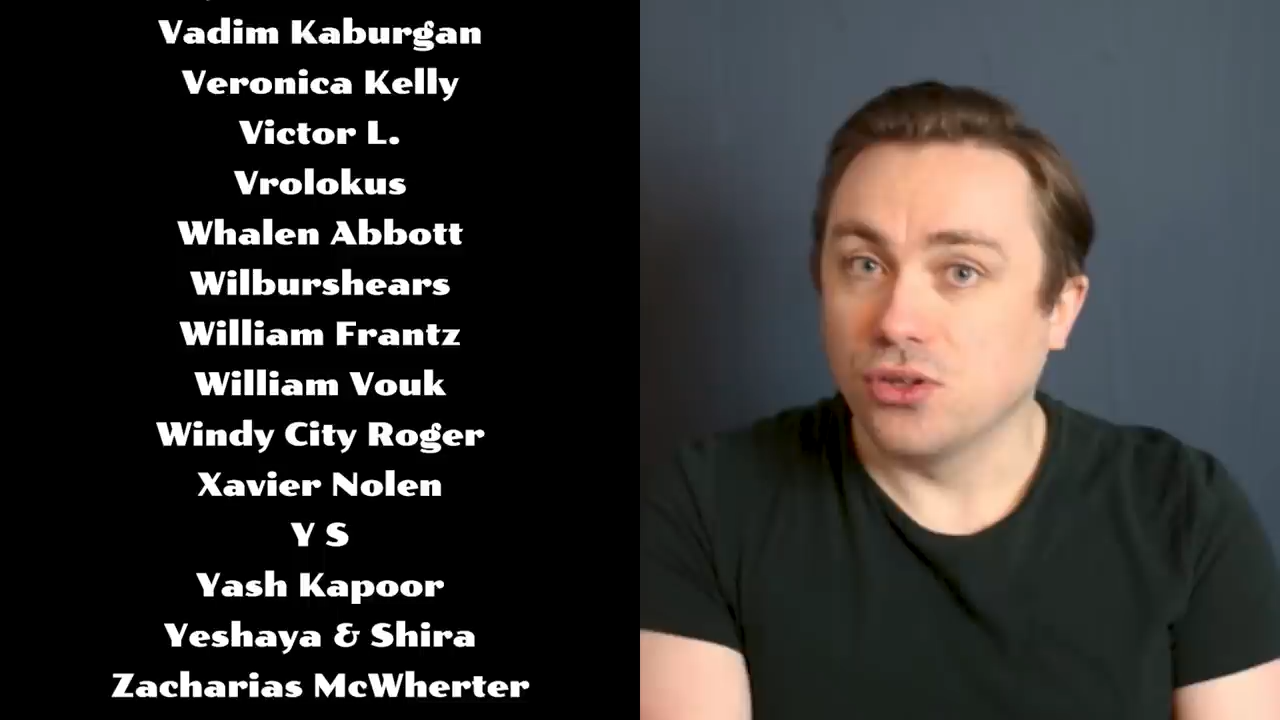 Vadim Kaburgan
Veronica Kelly
Victor L.
Vrolokus
Whalen Abbott
Wilburshears
William Frantz
William Vouk
Windy City Roger
Xavier Nolen
Y S
Yash Kapoor
Yeshaya & Shira
Zacharias McWherter